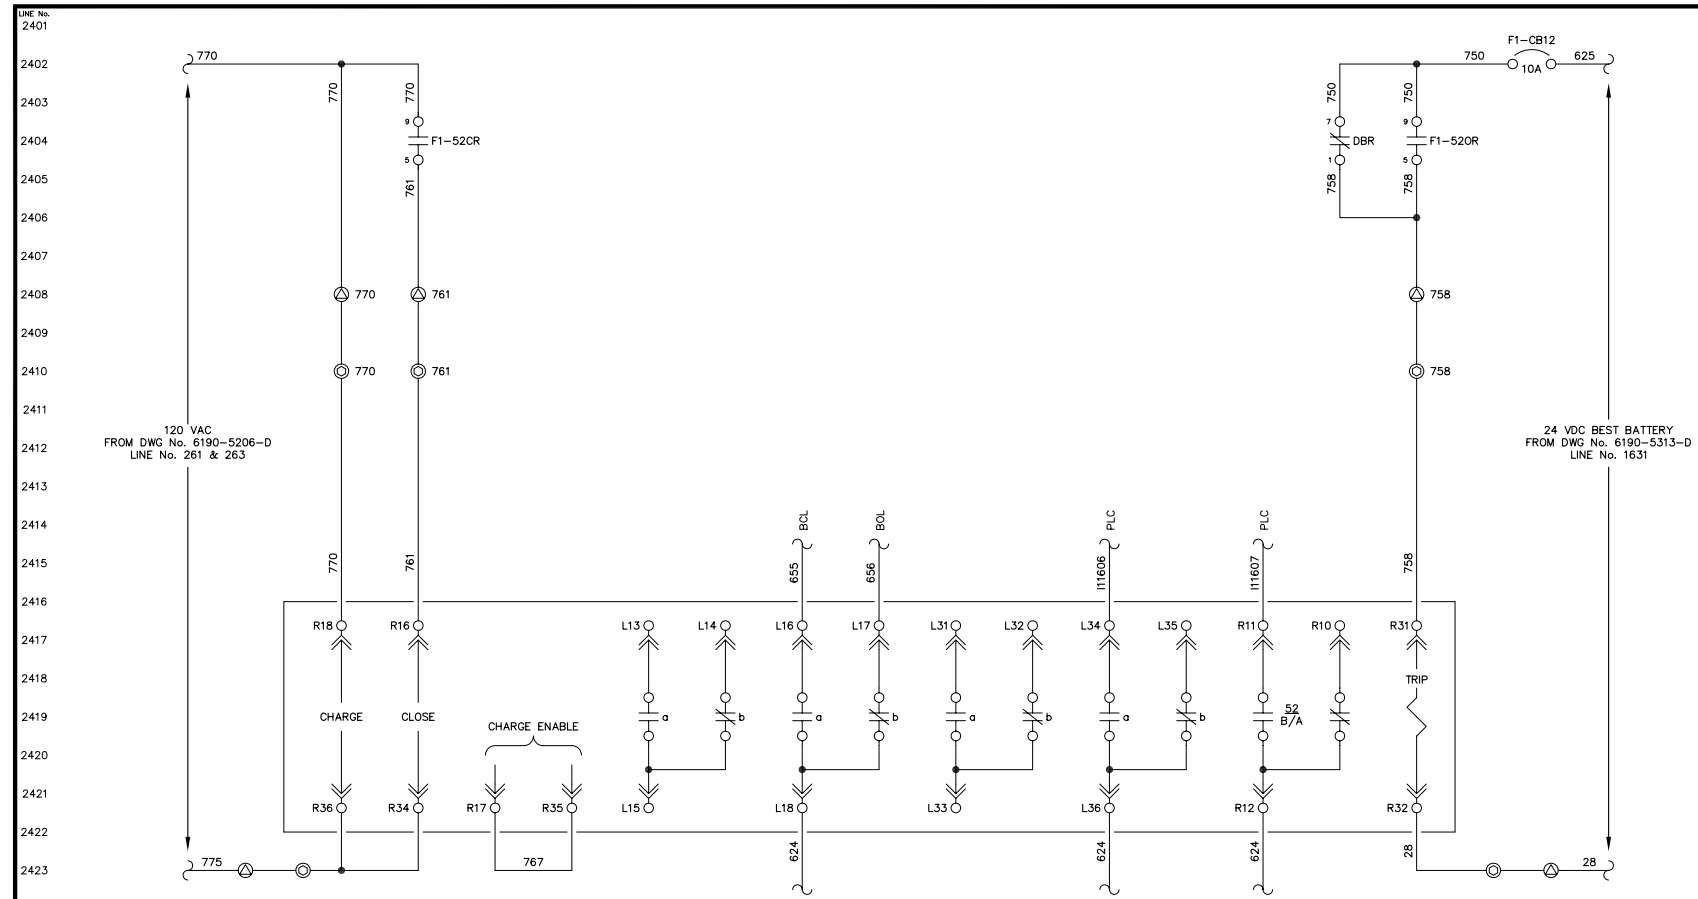 LINE No.
2401
F1-CB12
2402
770
750
10A
625
2403
770
770
750
750
9
7
9
2404
F1-52CR
DBR
F1-52OR
5
1
5
2405
761
758
758
2406
2407
2408
770
761
758
2409
2410
770
761
758
2411
120 VAC
FROM DWG No. 6190-5206-D
LINE No. 261 & 263
24 VDC BEST BATTERY
FROM DWG No. 6190-5313-D
LINE No. 1631
2412
2413
2414
BCL
BOL
PLC
PLC
2415
770
761
655
656
I11606
I11607
758
2416
R18
R16
L13
L14
L16
L17
L31
L32
L34
L35
R11
R10
R31
2417
2418
TRIP
2419
CHARGE
CLOSE
CHARGE ENABLE
a
b
a
b
a
b
a
b
52
B/A
2420
2421
R36
R34
R17
R35
L15
L18
L33
L36
R12
R32
2422
624
624
624
28
2423
775
767
28